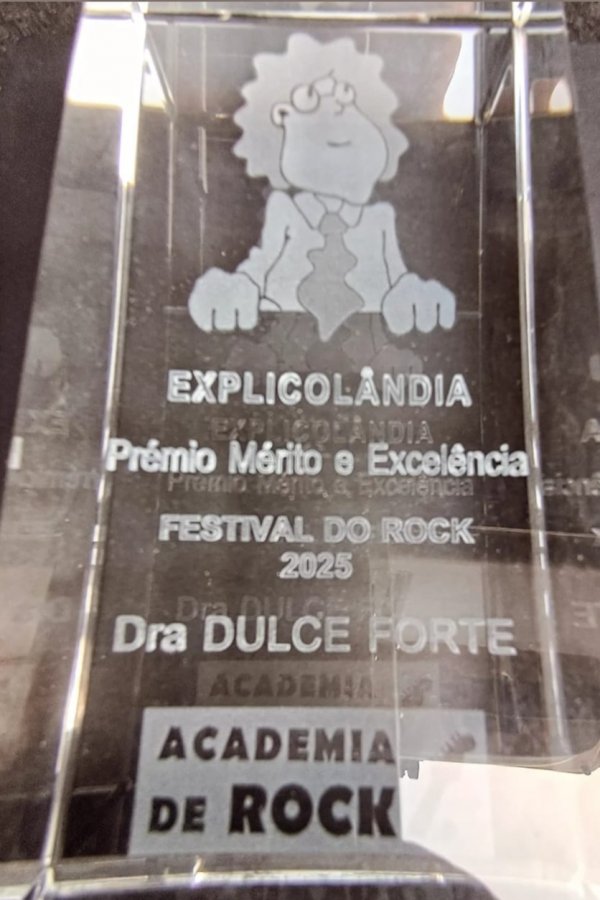 EXPLICOLÂNDIA
Prémio Mérito e Excelência
FESTIVAL DO ROCK
2025
Dra DULCE FORTE
ACADEMIA
DE ROCK